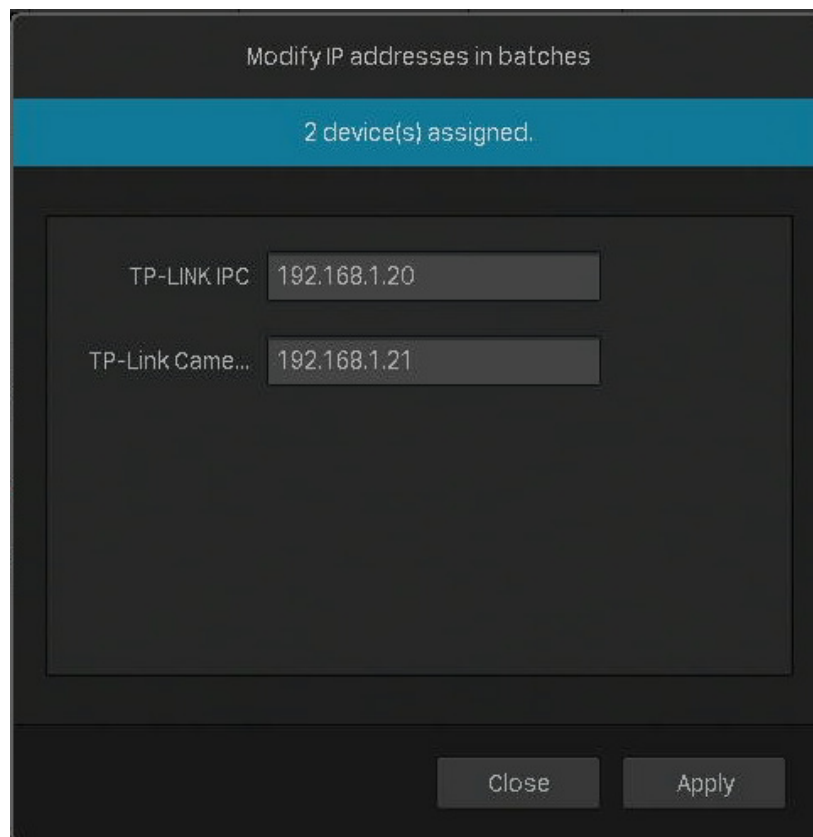 Modify IP addresses in batches
2 device(s) assigned.
TP-LINK IPC 192.168.1.20
TP-Link Came... 192.168.1.21
Close Apply